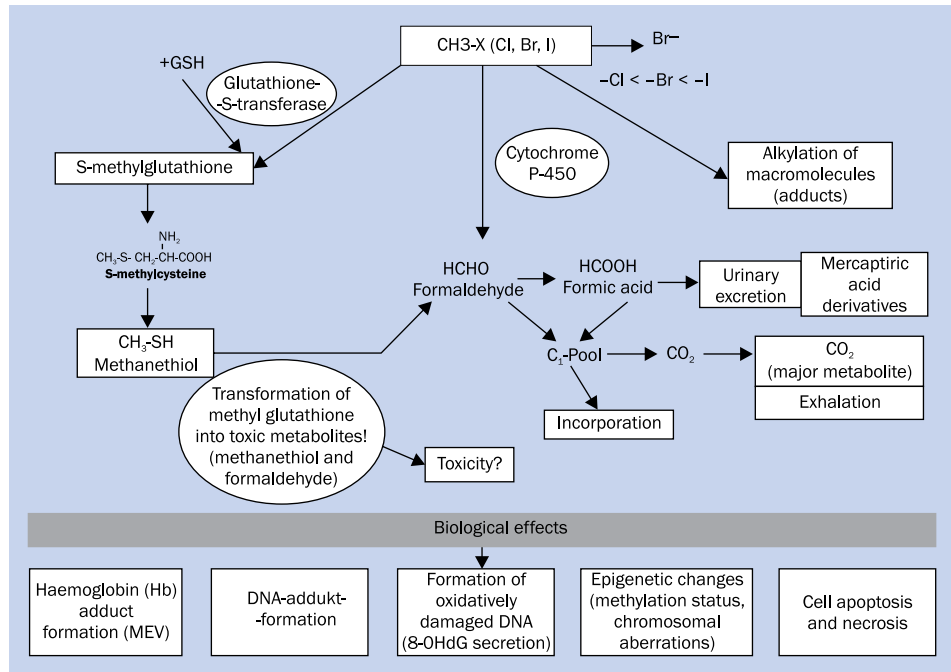 CH3-X (Cl, Br, I)
Br–
–Cl < –Br < –I
+GSH
Glutathione-
-S-transferase
S-methylglutathione
Cytochrome
P-450
Alkylation of
macromolecules
(adducts)
NH₂
CH₃-S- CH₂-CH-COOH
S-methylcysteine
HCHO
Formaldehyde
HCOOH
Formic acid
Urinary
excretion
Mercaptiric
acid
derivatives
CH₃-SH
Methanethiol
C₁-Pool
CO₂
CO₂
(major metabolite)
Exhalation
Transformation of
methyl glutathione
into toxic metabolites!
(methanethiol and
formaldehyde)
Incorporation
Toxicity?
Biological effects
Haemoglobin (Hb)
adduct
formation (MEV)
DNA-addukt-
-formation
Formation of
oxidatively
damaged DNA
(8-OHdG secretion)
Epigenetic changes
(methylation status,
chromosomal
aberrations)
Cell apoptosis
and necrosis